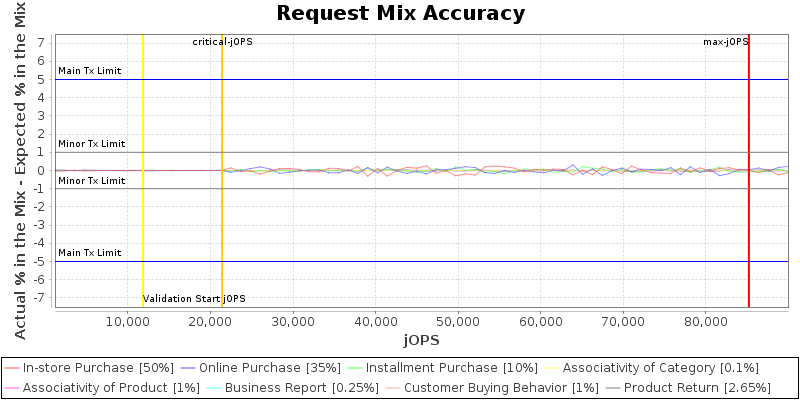 Request Mix Accuracy
Actual % in the Mix - Expected % in the Mix
7
6
5
4
3
2
1
0
-1
-2
-3
-4
-5
-6
-7
critical-jOPS
max-jOPS
Main Tx Limit
Minor Tx Limit
Minor Tx Limit
Main Tx Limit
Validation Start jOPS
10,000 20,000 30,000 40,000 50,000 60,000 70,000 80,000
jOPS
In-store Purchase [50%] Online Purchase [35%] Installment Purchase [10%] Associativity of Category [0.1%]
Associativity of Product [1%] Business Report [0.25%] Customer Buying Behavior [1%] Product Return [2.65%]